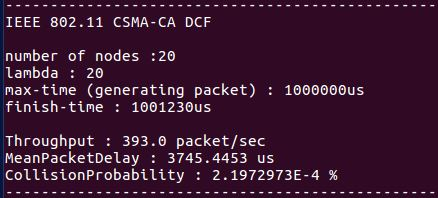 ------------------------------------------------
IEEE 802.11 CSMA-CA DCF
number of nodes :20
lambda : 20
max-time (generating packet) : 1000000us
finish-time : 1001230us
Throughput : 393.0 packet/sec
MeanPacketDelay : 3745.4453 us
CollisionProbability : 2.1972973E-4 %
------------------------------------------------